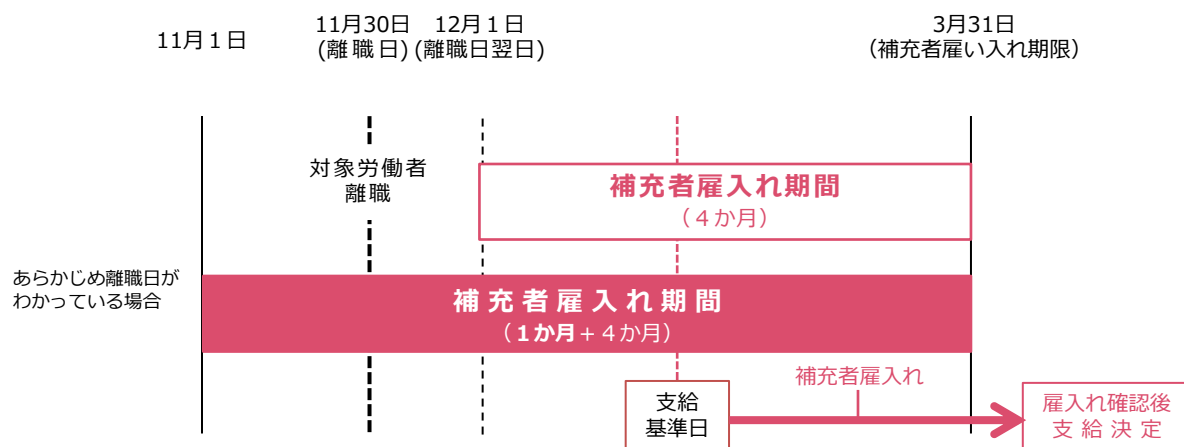 11月１日
11月30日
(離職日)
12月１日
(離職日翌日)
3月31日
（補充者雇い入れ期限）
対象労働者
離職
補充者雇入れ期間
（４か月）
あらかじめ離職日が
わかっている場合
補充者雇入れ期間
（１か月+４か月）
補充者雇入れ
支給
基準日
雇入れ確認後
支給決定